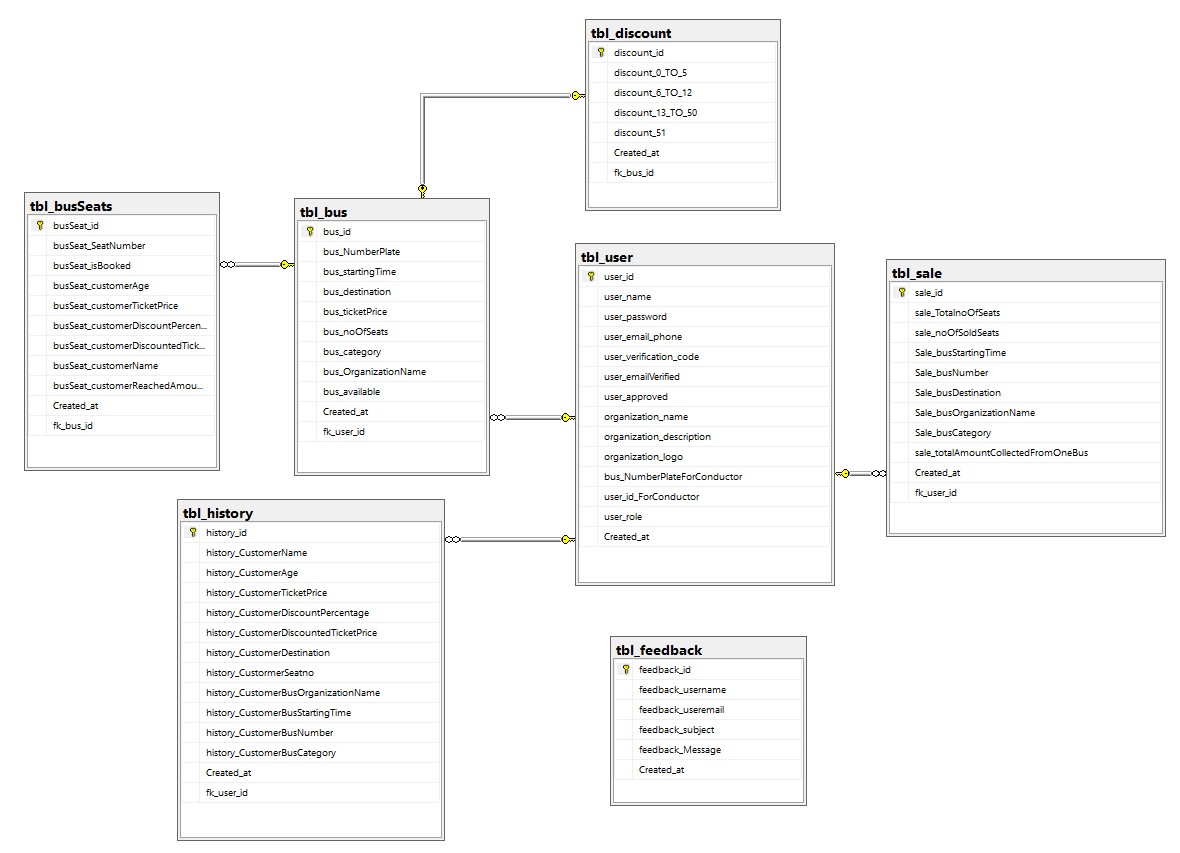 tbl_discount
discount_id
discount_0_TO_5
discount_6_TO_12
discount_13_TO_50
discount_51
Created_at
fk_bus_id
tbl_busSeats
busSeat_id
busSeat_SeatNumber
busSeat_isBooked
busSeat_customerAge
busSeat_customerTicketPrice
busSeat_customerDiscountPercen...
busSeat_customerDiscountedTick...
busSeat_customerName
busSeat_customerReachedAmou...
Created_at
fk_bus_id
tbl_bus
bus_id
bus_NumberPlate
bus_startingTime
bus_destination
bus_ticketPrice
bus_noOfSeats
bus_category
bus_OrganizationName
bus_available
Created_at
fk_user_id
tbl_user
user_id
user_name
user_password
user_email_phone
user_verification_code
user_emailVerified
user_approved
organization_name
organization_description
organization_logo
bus_NumberPlateForConductor
user_id_ForConductor
user_role
Created_at
tbl_sale
sale_id
sale_TotalnoOfSeats
sale_noOfSoldSeats
Sale_busStartingTime
Sale_busNumber
Sale_busDestination
Sale_busOrganizationName
Sale_busCategory
sale_totalAmountCollectedFromOneBus
Created_at
fk_user_id
tbl_history
history_id
history_CustomerName
history_CustomerAge
history_CustomerTicketPrice
history_CustomerDiscountPercentage
history_CustomerDiscountedTicketPrice
history_CustomerDestination
history_CustormerSeatno
history_CustomerBusOrganizationName
history_CustomerBusStartingTime
history_CustomerBusNumber
history_CustomerBusCategory
Created_at
fk_user_id
tbl_feedback
feedback_id
feedback_username
feedback_useremail
feedback_subject
feedback_Message
Created_at